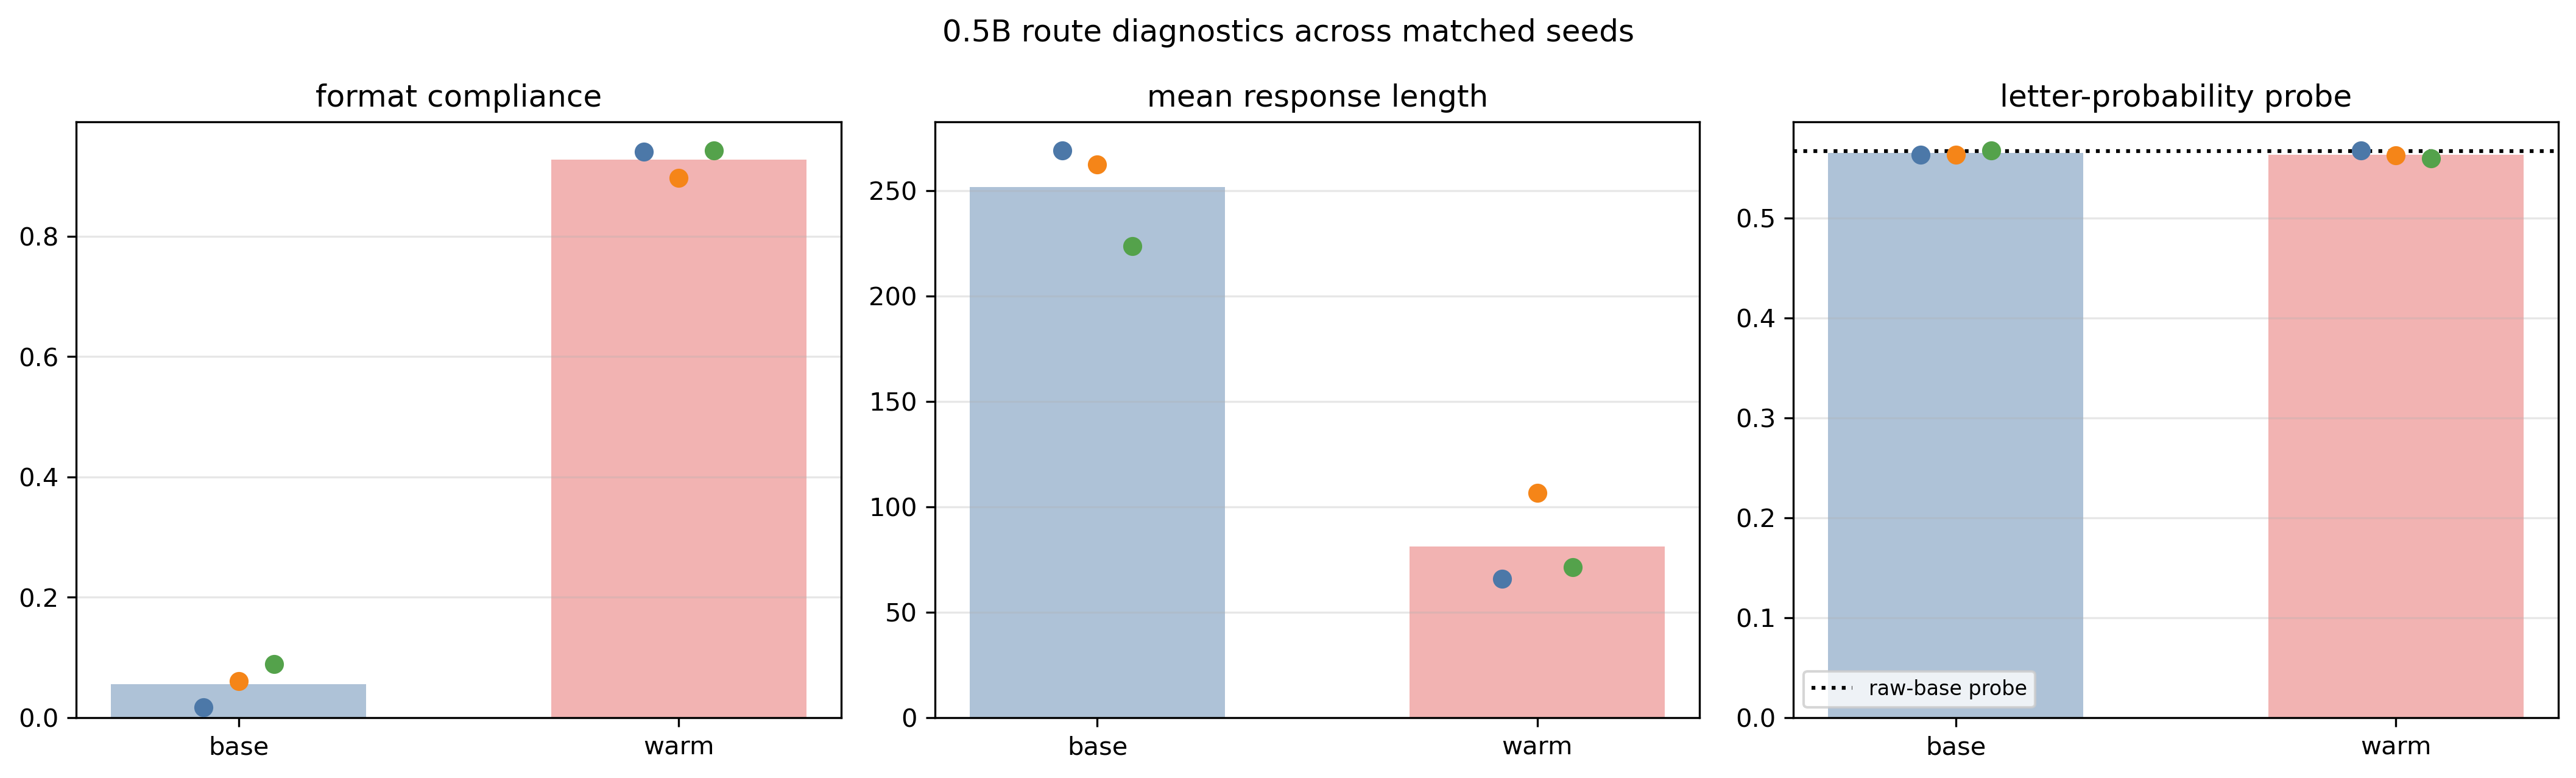 0.5B route diagnostics across matched seeds
format compliance
0.8
0.6
0.4
0.2
0.0
base
warm
mean response length
250
200
150
100
50
0
base
warm
letter-probability probe
0.5
0.4
0.3
0.2
0.1
0.0
raw-base probe
base
warm